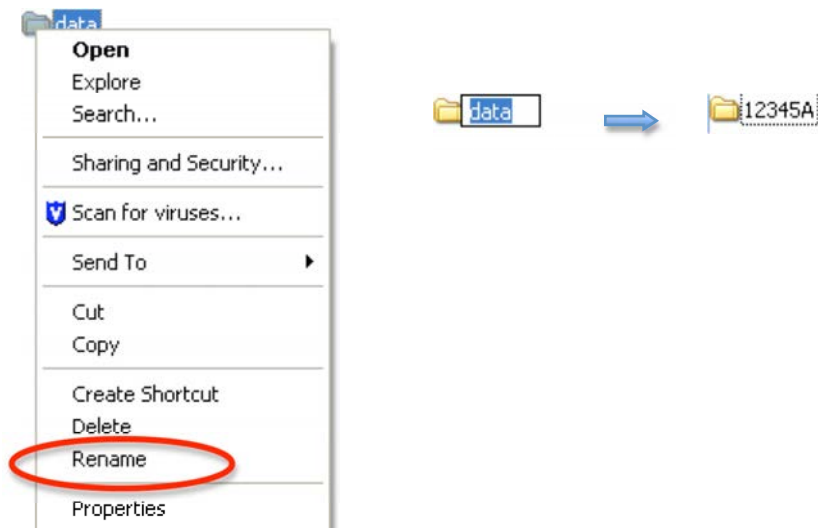 data
Open
Explore
Search...
Sharing and Security...
Scan for viruses...
Send To
Cut
Copy
Create Shortcut
Delete
Rename
Properties
data
12345A